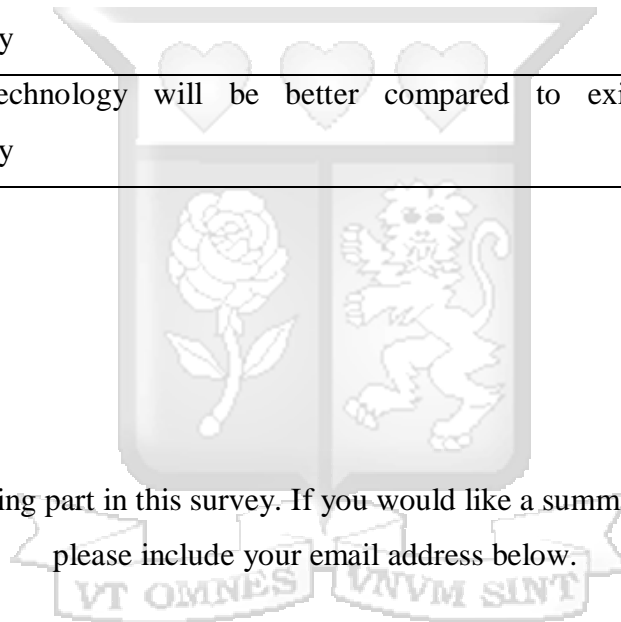 y
echnology will be better compared to exi
y
ing part in this survey. If you would like a summ
please include your email address below.
VT OMNES VNVM SINT